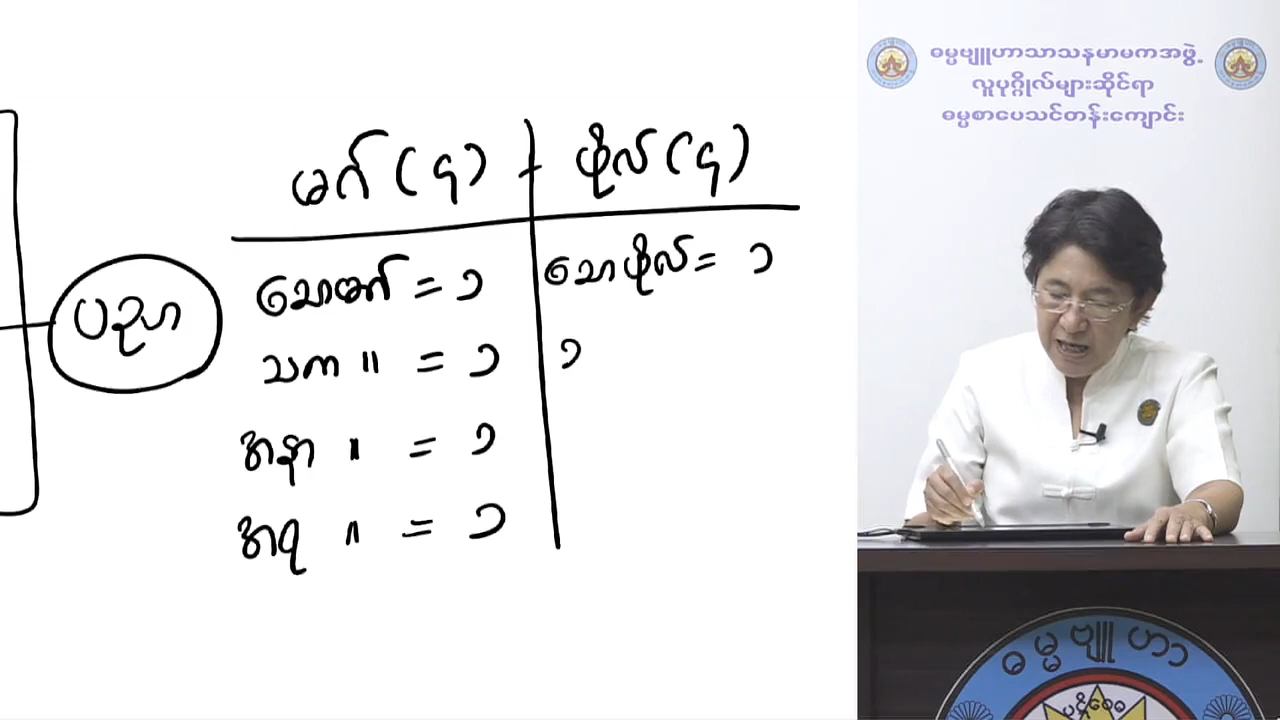 ဓမ္မဗျူဟာသာသနမာမကအဖွဲ့
လူပုဂ္ဂိုလ်များဆိုင်ရာ
ဓမ္မစာပေသင်တန်းကျောင်း
မဂ် (၄) + ဖိုလ် (၄)
သောမဂ် = ၁ သောဖိုလ် = ၁
သကာ " = ၁ ၁
အနာ " = ၁
အရ " = ၁
ပဉှာ
ဓမ္မဗျူဟာ